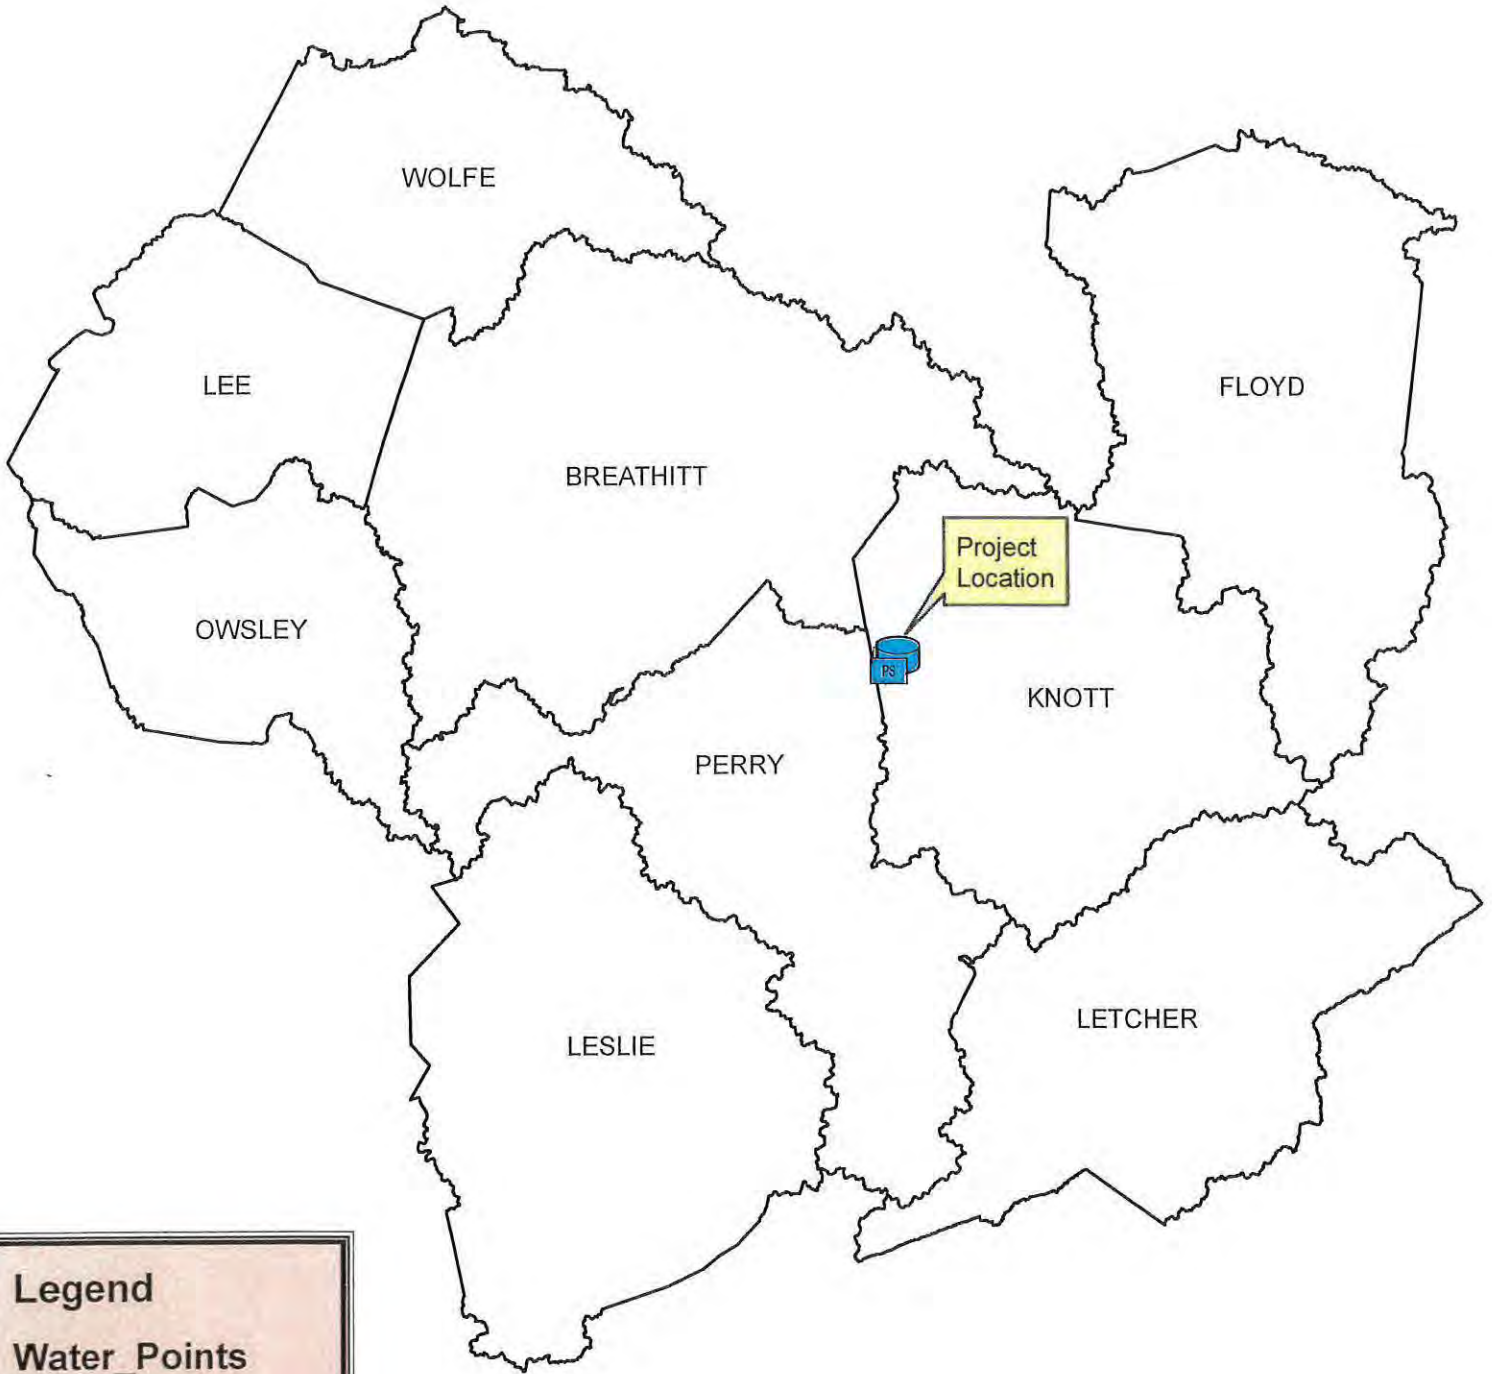 WOLFE
LEE
FLOYD
BREATHITT
Project
Location
OWSLEY
PS
KNOTT
PERRY
LETCHER
LESLIE
Legend
Water_Points